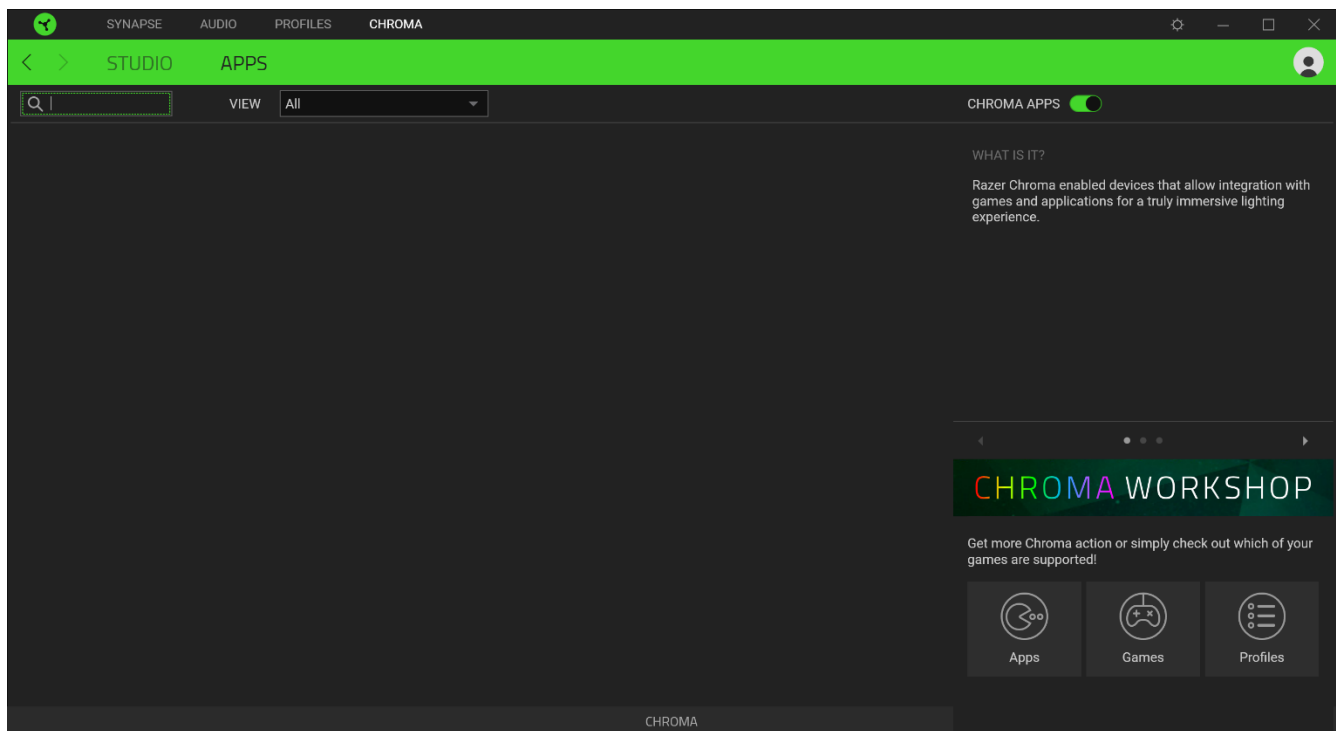 SYNAPSE AUDIO PROFILES CHROMA
STUDIO APPS
VIEW All CHROMA APPS
WHAT IS IT?
Razer Chroma enabled devices that allow integration with
games and applications for a truly immersive lighting
experience.
CHROMA WORKSHOP
Get more Chroma action or simply check out which of your
games are supported!
Apps Games Profiles
CHROMA